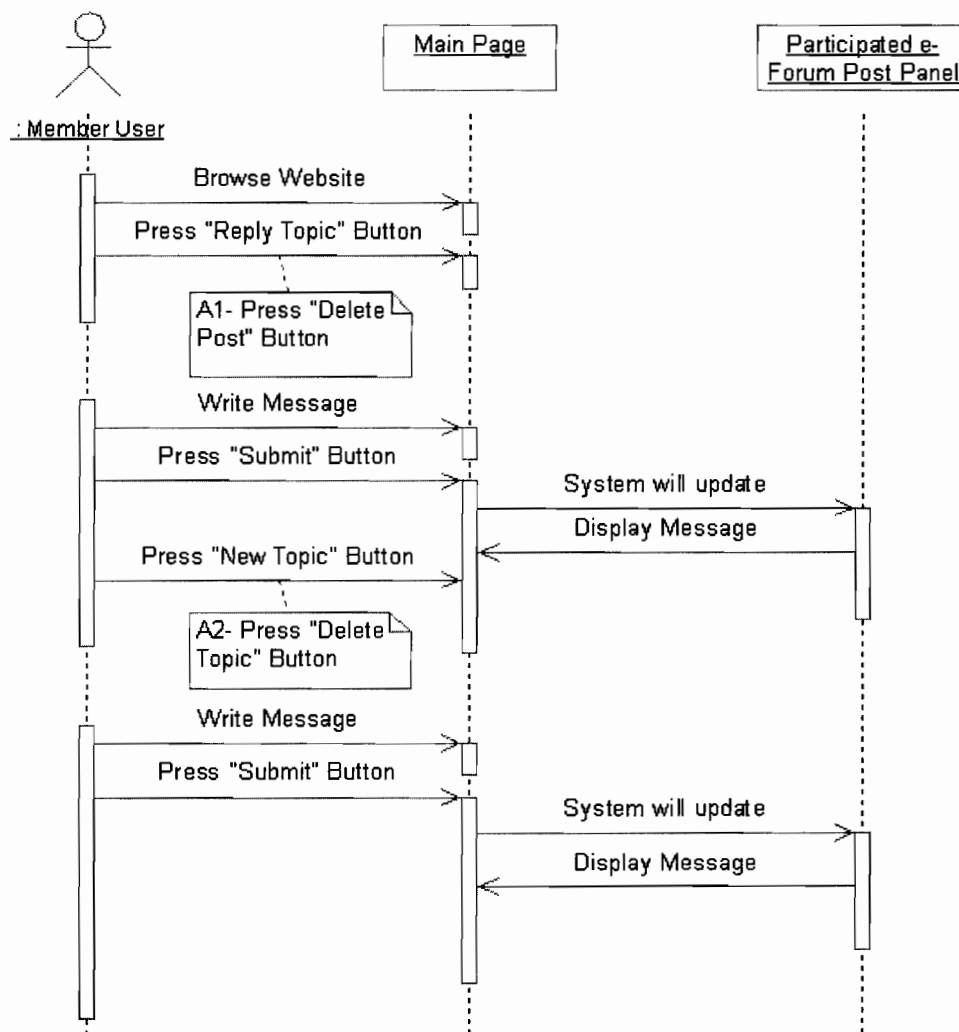 Main Page
Participated e-
Forum Post Panel
: Member User
Browse Website
Press "Reply Topic" Button
A1- Press "Delete
Post" Button
Write Message
Press "Submit" Button
System will update
Display Message
Press "New Topic" Button
A2- Press "Delete
Topic" Button
Write Message
Press "Submit" Button
System will update
Display Message